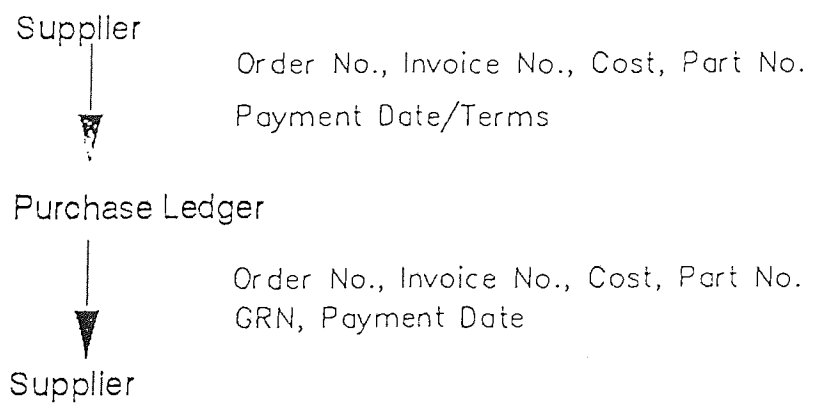 Supplier
Order No., Invoice No., Cost, Part No.
Payment Date/Terms
Purchase Ledger
Order No., Invoice No., Cost, Part No.
GRN, Payment Date
Supplier